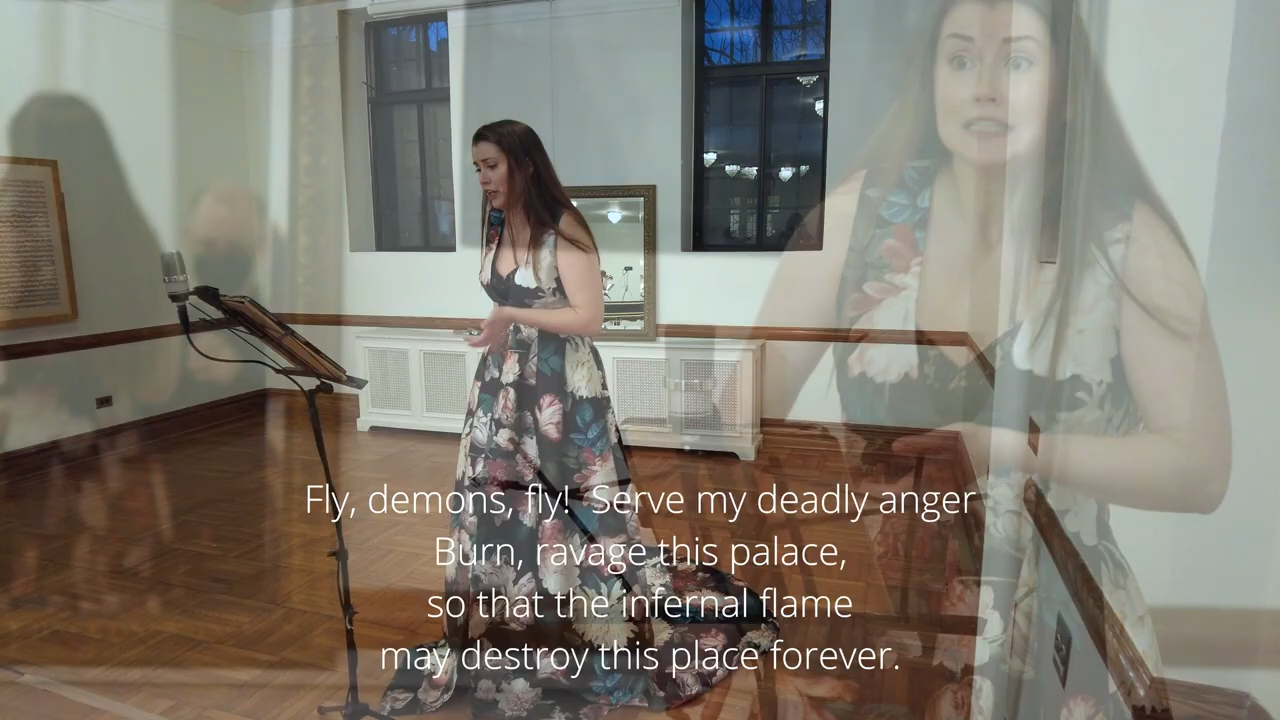 Fly, demons, fly!  Serve my deadly anger
Burn, ravage this palace,
so that the infernal flame
may destroy this place forever.